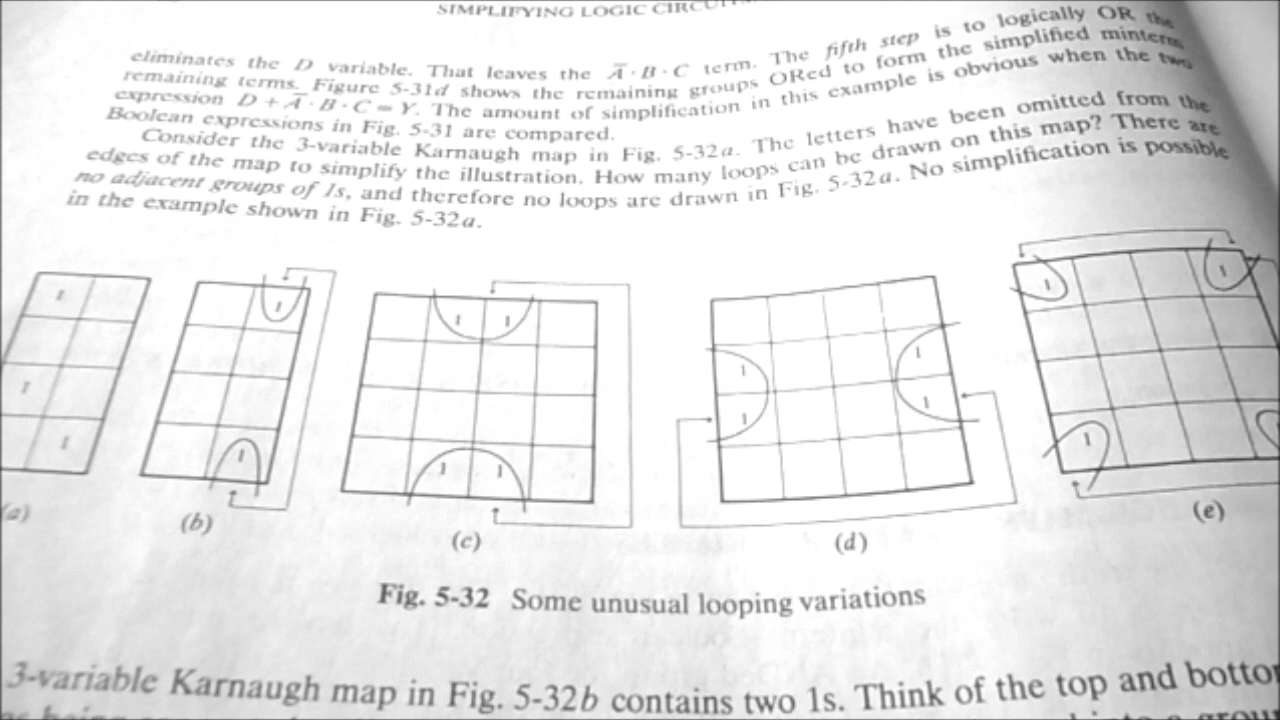 SIMPLIFYING LOGIC
eliminates the D variable. That leaves the A̅ · B · C term. The fifth step is to logically OR the
remaining terms. Figure 5-31d shows the remaining groups ORed to form the simplified minterm
expression D + A̅ · B · C = Y. The amount of simplification in this example is obvious when the two
Boolean expressions in Fig. 5-31 are compared.
Consider the 3-variable Karnaugh map in Fig. 5-32a. The letters have been omitted from the
edges of the map to simplify the illustration. How many loops can be drawn on this map? There are
no adjacent groups of 1s, and therefore no loops are drawn in Fig. 5-32a. No simplification is possible
in the example shown in Fig. 5-32a.
1 1 1
1 1
1 1 1 1
1 1 1 1
1 1 1
(a) (b) (c) (d) (e)
Fig. 5-32 Some unusual looping variations
3-variable Karnaugh map in Fig. 5-32b contains two 1s. Think of the top and bottom